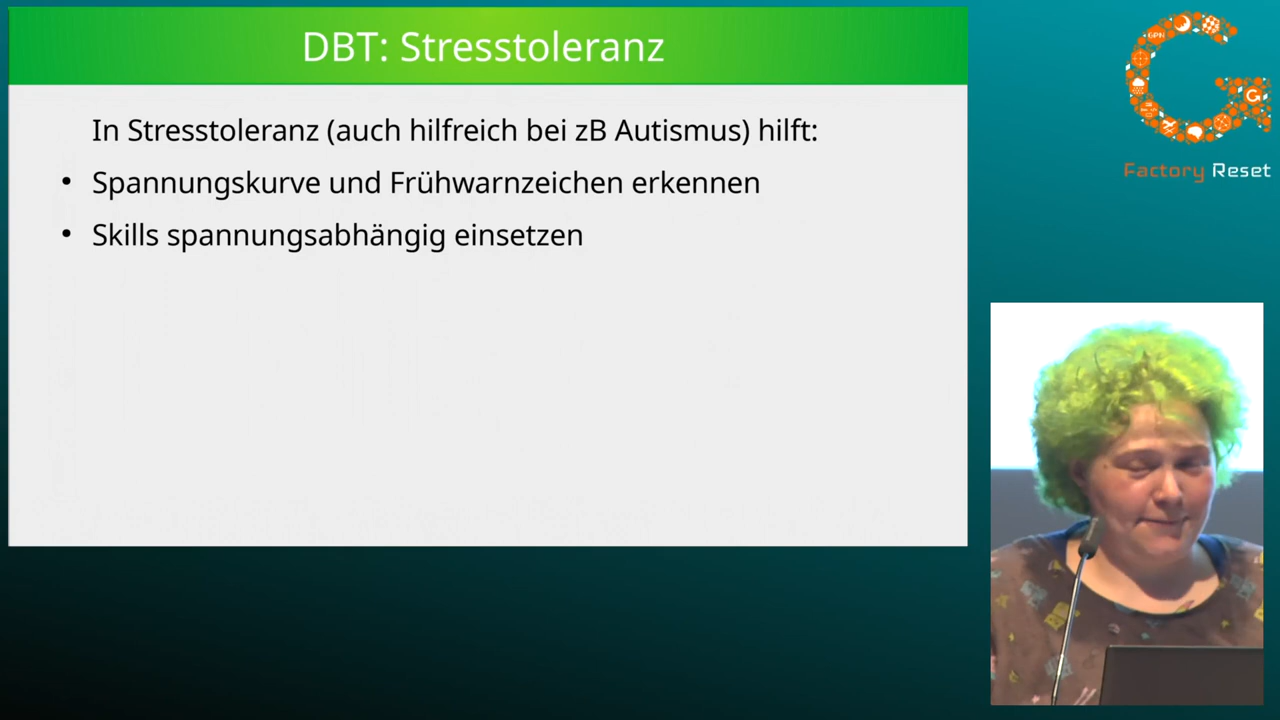 DBT: Stresstoleranz
In Stresstoleranz (auch hilfreich bei zB Autismus) hilft:
• Spannungskurve und Frühwarnzeichen erkennen
• Skills spannungsabhängig einsetzen
GPN
G
Factory Reset